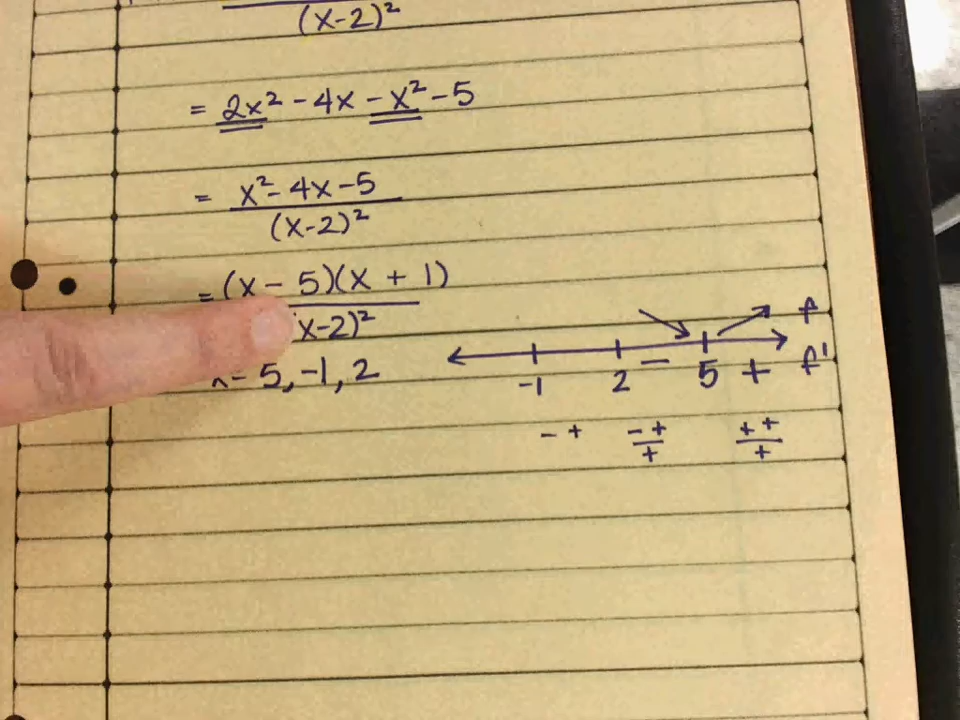 (x-2)²
= 2x² - 4x - x² - 5
= x² - 4x - 5
(x-2)²
= (x - 5)(x + 1)
x-2)²
5, -1, 2
f
-1 2 - 5 + f'
- + - + + +
+ +